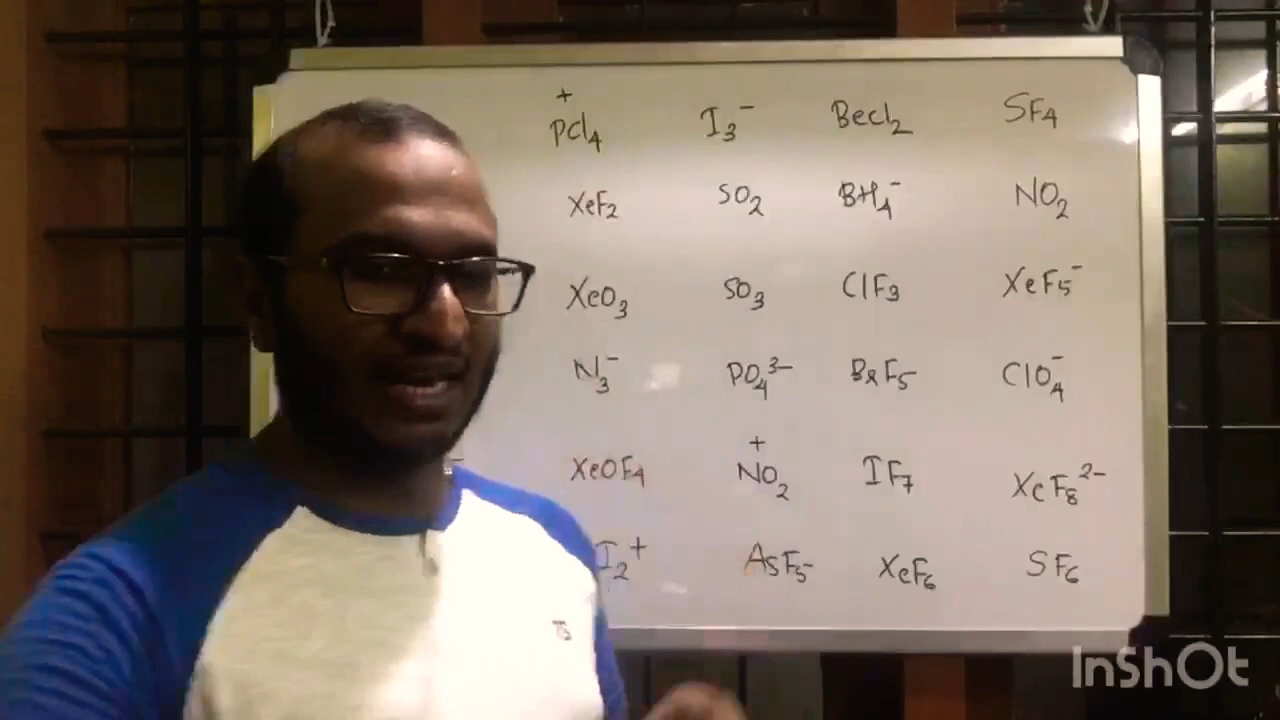 PCl₄⁺ I₃⁻ BeCl₂ SF₄
XeF₂ SO₂ BH₄⁻ NO₂
XeO₃ SO₃ ClF₃ XeF₅⁻
N₃⁻ PO₄³⁻ BrF₅ ClO₄⁻
XeOF₄ NO₂⁺ IF₇ XeF₈²⁻
I₂⁺ AsF₅⁻ XeF₆ SF₆
InShOt